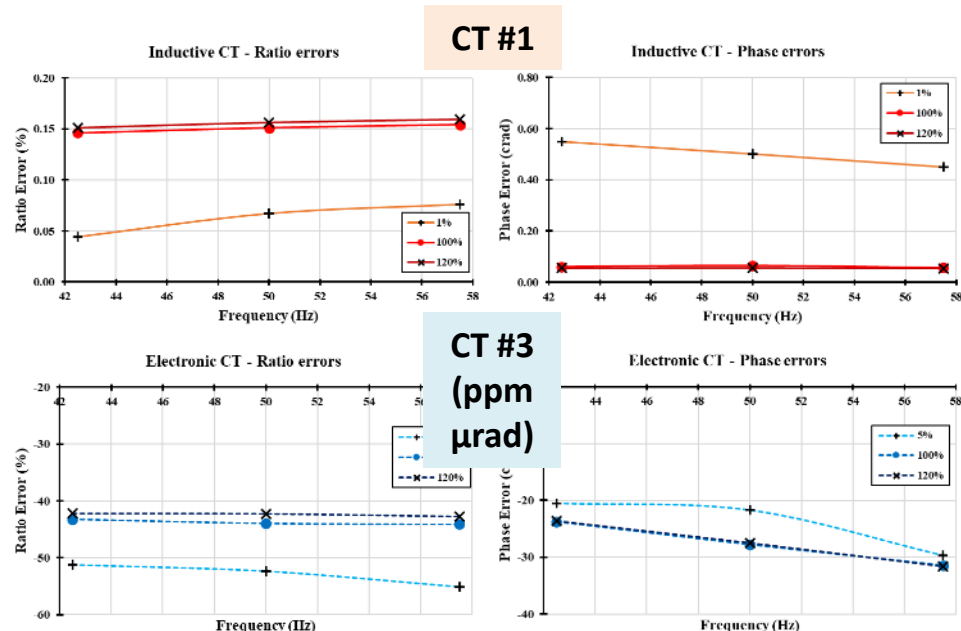 CT #1
Inductive CT - Ratio errors
0.20
0.15
0.10
0.05
0.00
Ratio Error (%)
42 44 46 48 50 52 54 56 58
Frequency (Hz)
1%
100%
120%
Inductive CT - Phase errors
0.80
0.60
0.40
0.20
0.00
Phase Error (crad)
42 44 46 48 50 52 54 56 58
Frequency (Hz)
1%
100%
120%
CT #3
(ppm
µrad)
Electronic CT - Ratio errors
-20
-30
-40
-50
-60
Ratio Error (%)
42 44 46 48 50 52 54 56
Frequency (Hz)
120%
Electronic CT - Phase errors
-20
-30
-40
Phase Error (c
44 46 48 50 52 54 56 58
Frequency (Hz)
5%
100%
120%